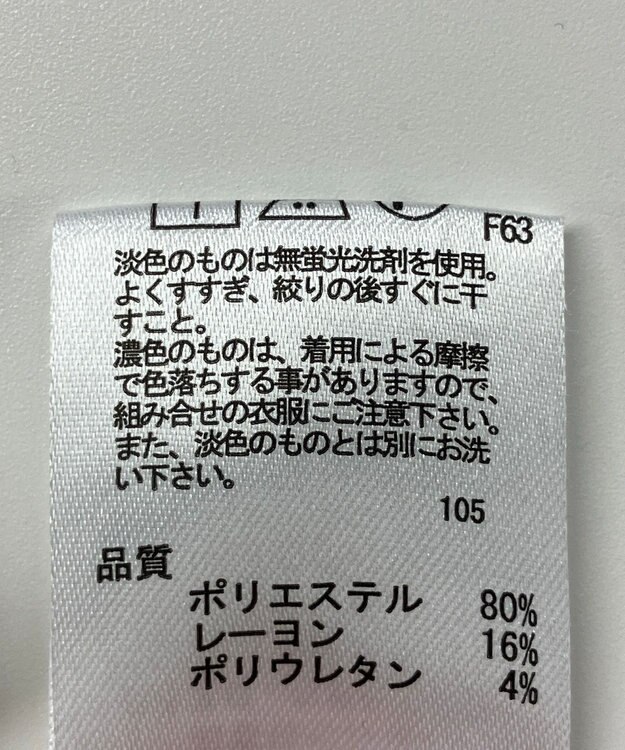 F63
淡色のものは無蛍光洗剤を使用。
よくすすぎ、絞りの後すぐに干
すこと。
濃色のものは、着用による摩擦
で色落ちする事がありますので、
組み合せの衣服にご注意下さい。
また、淡色のものとは別にお洗
い下さい。
105
品質
ポリエステル 80%
レーヨン 16%
ポリウレタン 4%